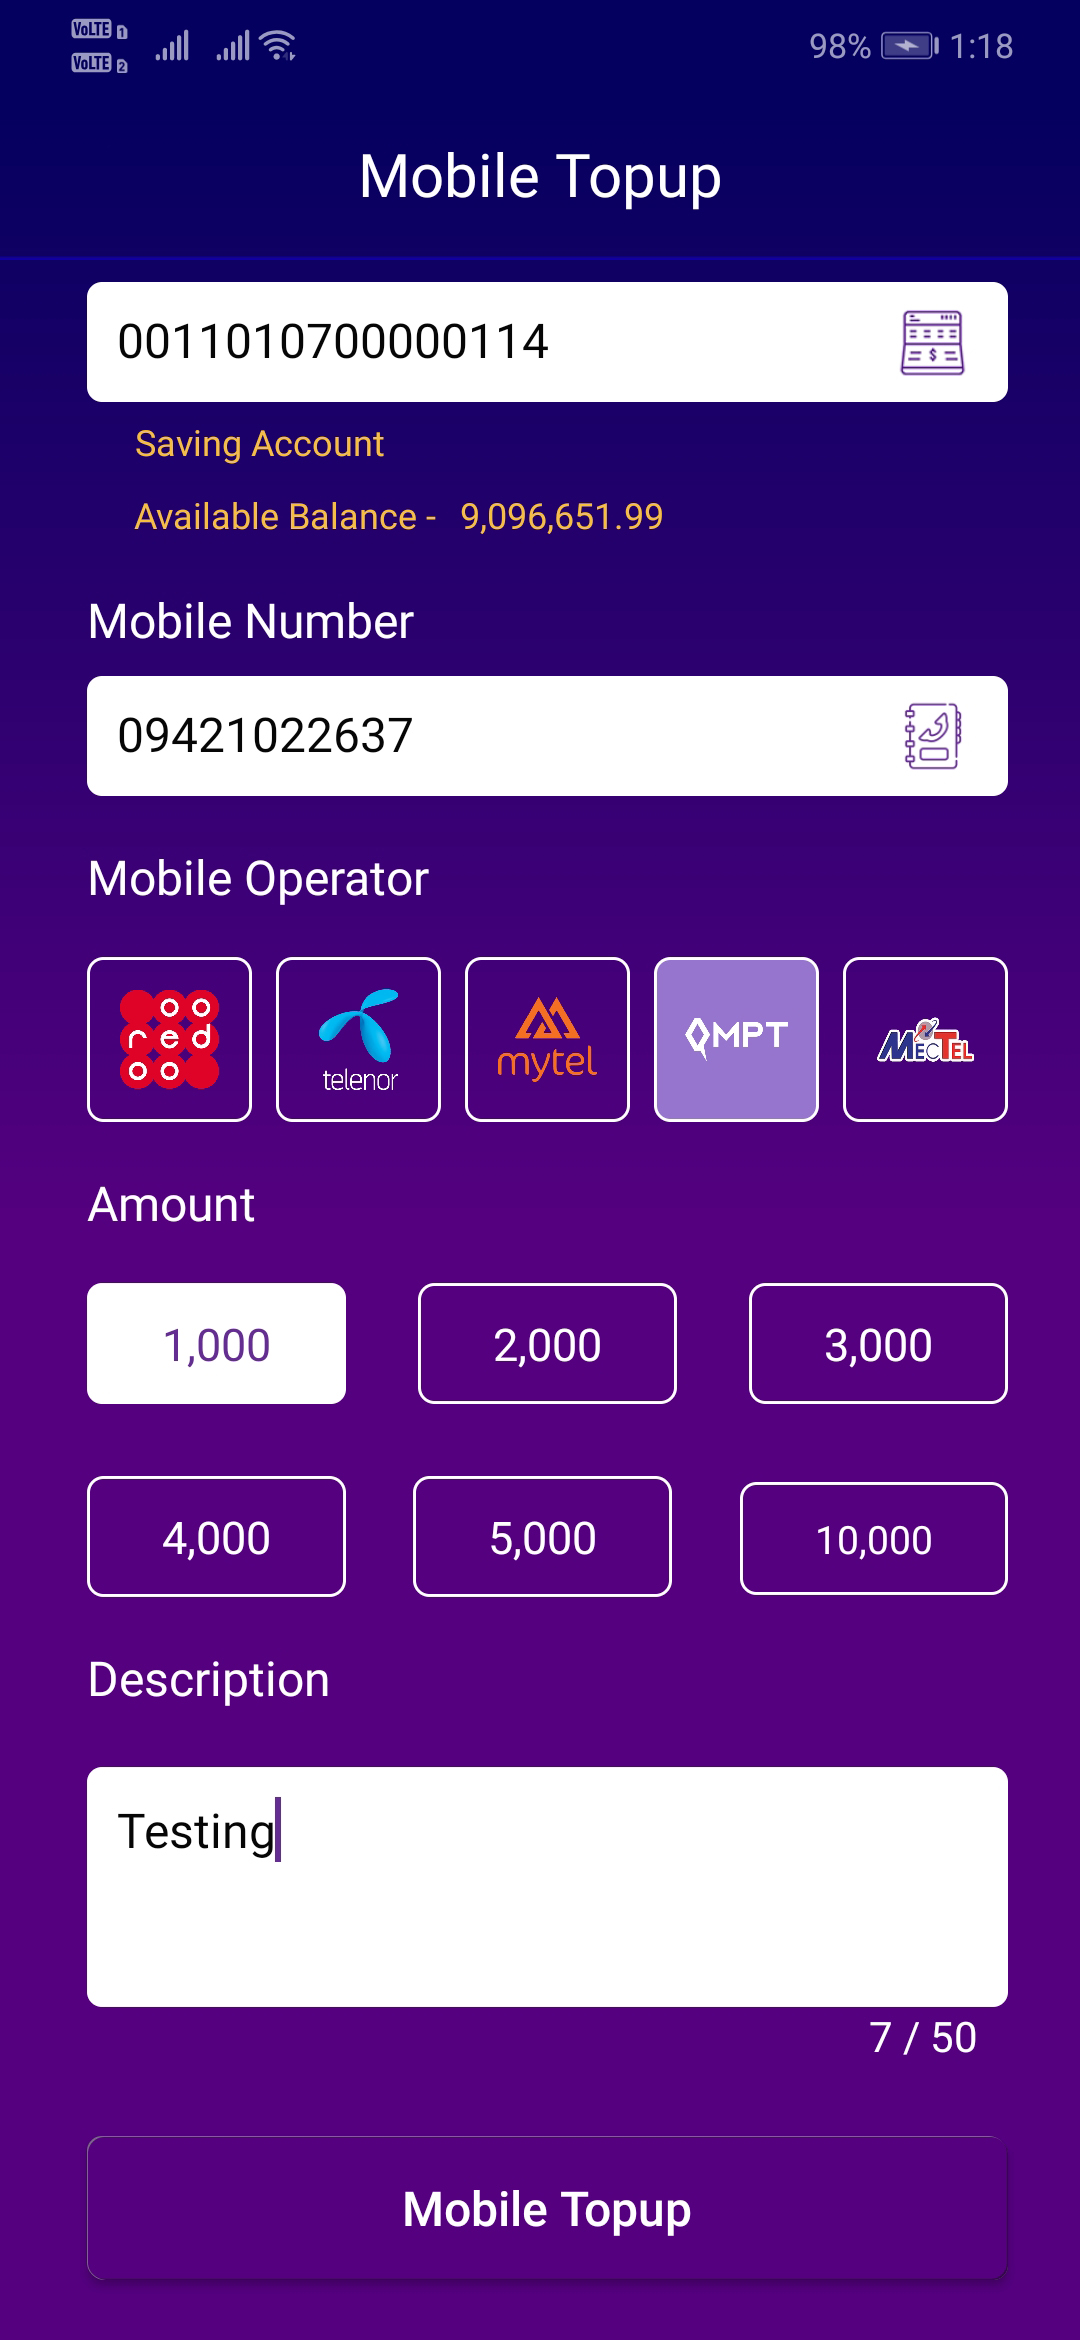 VoLTE 1
VoLTE 2
98% 1:18
Mobile Topup
0011010700000114
Saving Account
Available Balance - 9,096,651.99
Mobile Number
09421022637
Mobile Operator
ooredoo telenor mytel MPT MECTEL
Amount
1,000 2,000 3,000
4,000 5,000 10,000
Description
Testing
7 / 50
Mobile Topup